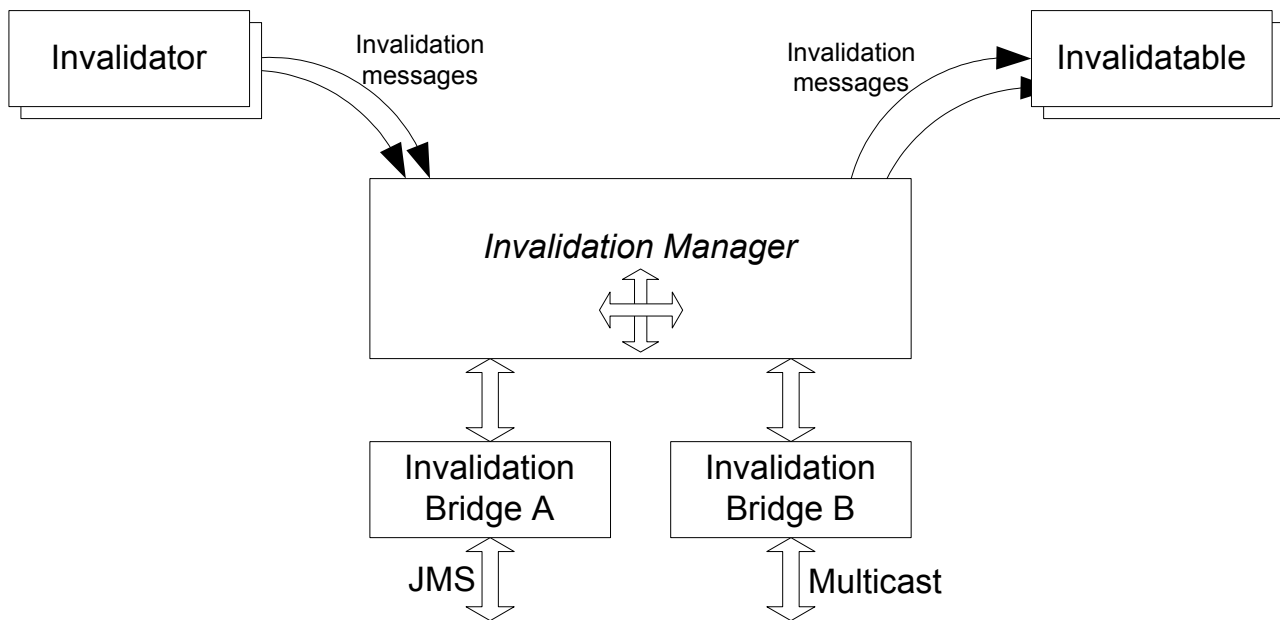 Invalidator
Invalidation
messages
Invalidation
messages
Invalidatable
Invalidation Manager
Invalidation
Bridge A
Invalidation
Bridge B
JMS
Multicast